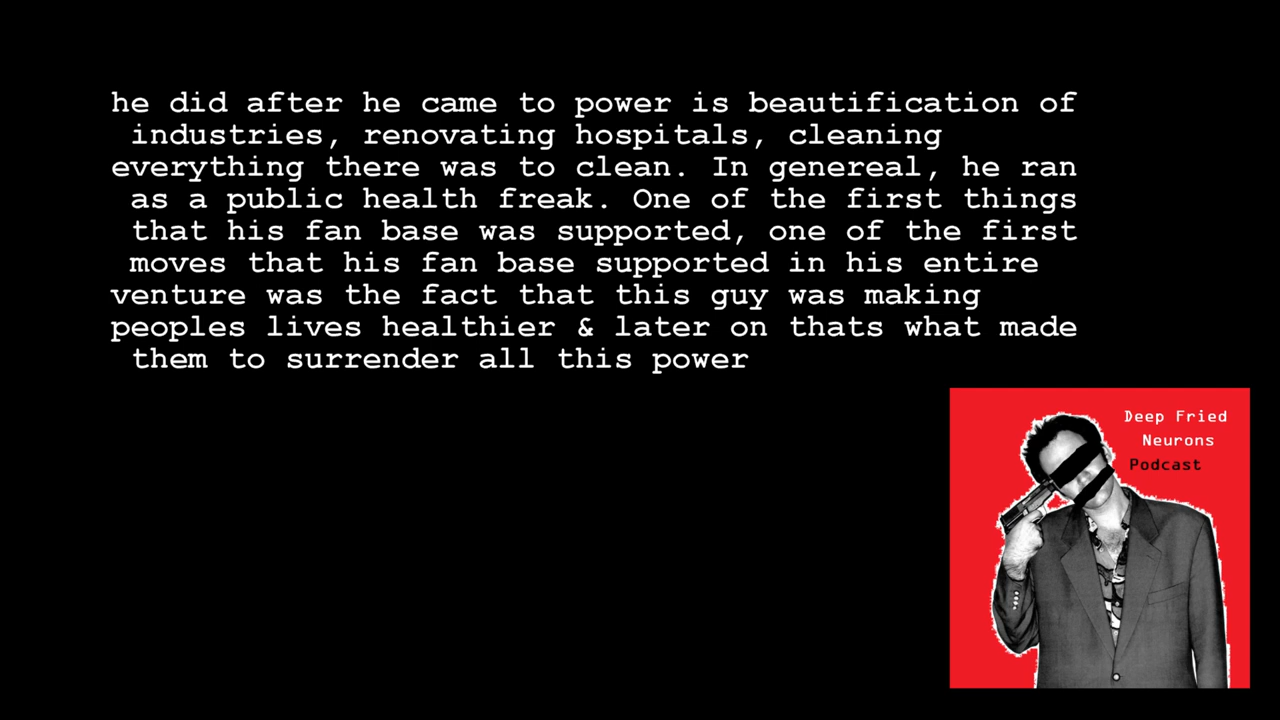 he did after he came to power is beautification of
industries, renovating hospitals, cleaning
everything there was to clean. In genereal, he ran
as a public health freak. One of the first things
that his fan base was supported, one of the first
moves that his fan base supported in his entire
venture was the fact that this guy was making
peoples lives healthier & later on thats what made
them to surrender all this power
Deep Fried
Neurons
Podcast